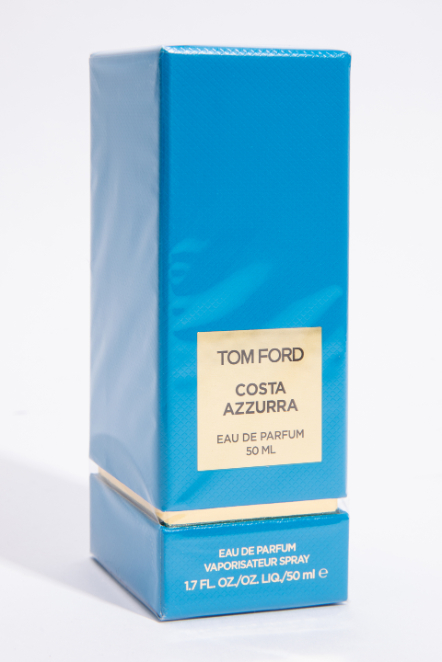 TOM FORD
COSTA
AZZURRA
EAU DE PARFUM
50 ML
EAU DE PARFUM
VAPORISATEUR SPRAY
1.7 FL. OZ./OZ. LIQ./50 ml ℮